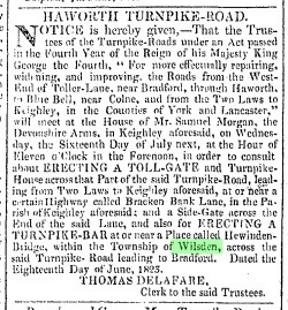 HAWORTH TURNPIKE-ROAD.
NOTICE is hereby given,—That the Trus-
tees of the Turnpike-Roads under an Act passed
in the Fourth Year of the Reign of his Majesty King
George the Fourth, "For more effectually repairing,
widening, and improving, the Roads from the West-
End of Toller-Lane, near Bradford, through Haworth,
to Blue Bell, near Colne, and from the Two Laws to
Keighley, in the Counties of York and Lancaster,"
will meet at the House of Mr. Samuel Morgan, the
Devonshire Arms, in Keighley aforesaid, on Wednes-
day, the Sixteenth Day of July next, at the Hour of
Eleven o'Clock in the Forenoon, in order to consult
about ERECTING A TOLL-GATE and Turnpike-
House across that Part of the said Turnpike-Road, lead-
ing from Two Laws to Keighley aforesaid, at or near a
certain Highway called Bracken Bank Lane, in the Pa-
rish of Keighley aforesaid; and a Side-Gate across the
End of the said Lane, and also for ERECTING A
TURNPIKE-BAR at or near a Place called Hewinden-
Bridge, within the Township of Wilsden, across the
said Turnpike-Road leading to Bradford. Dated the
Eighteenth Day of June, 1823.
THOMAS DELAFARE,
Clerk to the said Trustees.